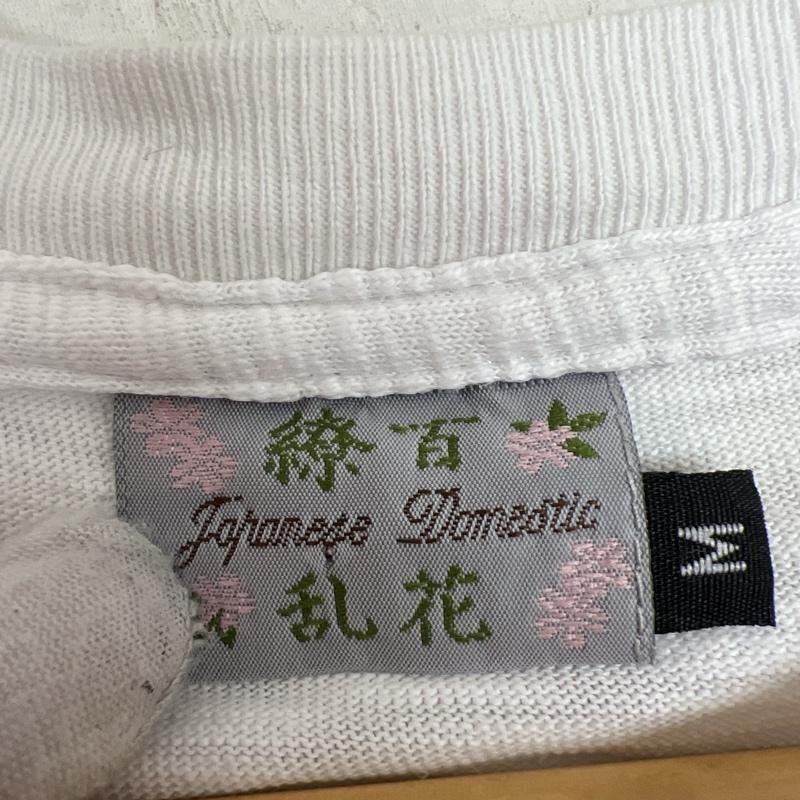 百花
繚乱
Japanese Domestic
M